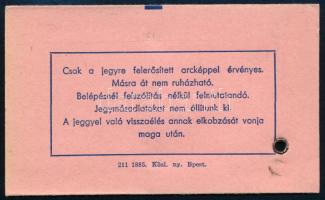 Csak a jegyre felerősített arcképpel érvényes.
Másra át nem ruházható.
Belépésnél felszólítás nélkül felmutatandó.
Jegymásodlatokat nem állítunk ki.
A jeggyel való visszaélés annak elkobzását vonja
maga után.
211 1885. Közl. ny. Bpest.